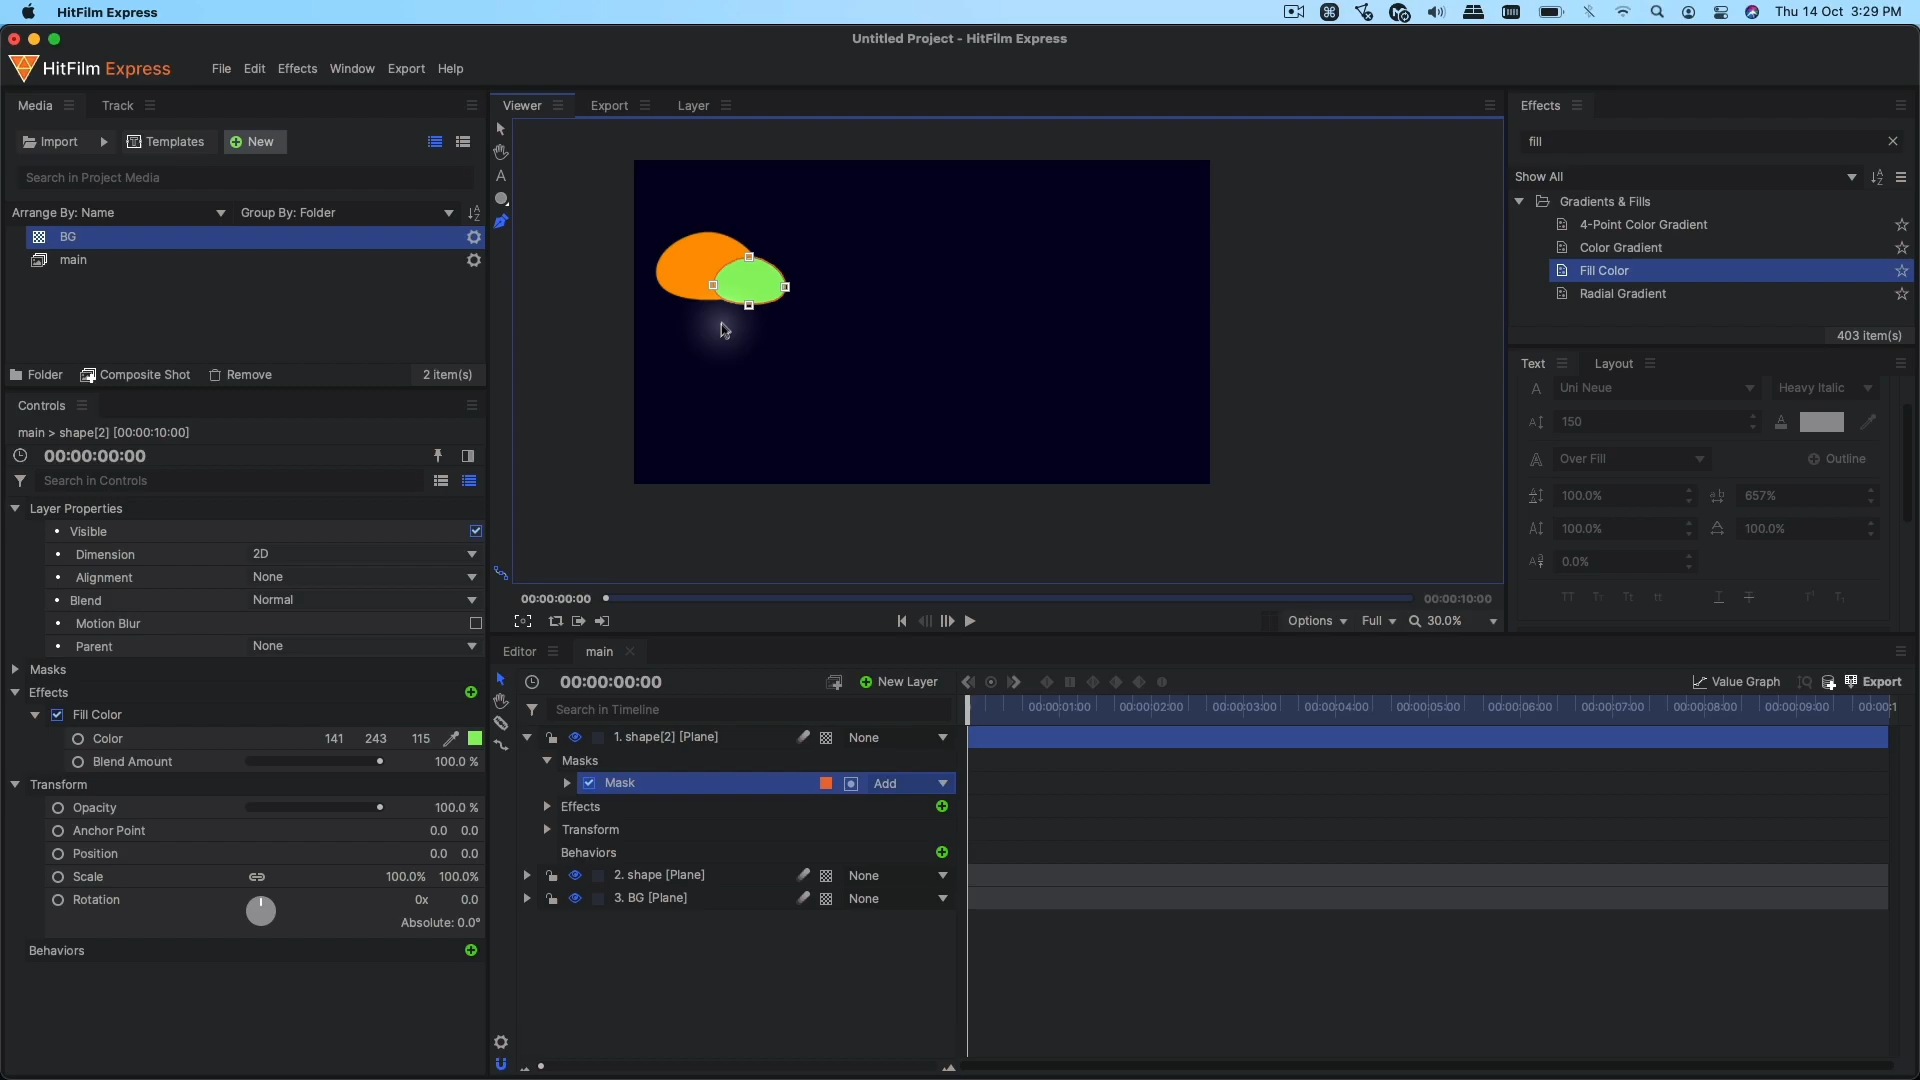 HitFilm Express
Thu 14 Oct 3:29 PM
Untitled Project - HitFilm Express
HitFilm Express
File Edit Effects Window Export Help
Media
Track
Import
Templates
New
Search in Project Media
Arrange By: Name
Group By: Folder
BG
main
Folder
Composite Shot
Remove
2 item(s)
Controls
main > shape[2] [00:00:10:00]
00:00:00:00
Search in Controls
Layer Properties
Visible
Dimension 2D
Alignment None
Blend Normal
Motion Blur
Parent None
Masks
Effects
Fill Color
Color 141 243 115
Blend Amount 100.0 %
Transform
Opacity 100.0 %
Anchor Point 0.0 0.0
Position 0.0 0.0
Scale 100.0% 100.0%
Rotation 0x 0.0
Absolute: 0.0°
Behaviors
Viewer
Export
Layer
A
00:00:00:00
00:00:10:00
Options
Full
30.0%
Effects
fill
Show All
Gradients & Fills
4-Point Color Gradient
Color Gradient
Fill Color
Radial Gradient
403 item(s)
Text
Layout
Uni Neue
Heavy Italic
150
Over Fill
Outline
100.0%
657%
100.0%
100.0%
0.0%
Editor
main
00:00:00:00
New Layer
Value Graph
Export
Search in Timeline
00:00:01:00 00:00:02:00 00:00:03:00 00:00:04:00 00:00:05:00 00:00:06:00 00:00:07:00 00:00:08:00 00:00:09:00 00:00:1
1. shape[2] [Plane] None
Masks
Mask Add
Effects
Transform
Behaviors
2. shape [Plane] None
3. BG [Plane] None